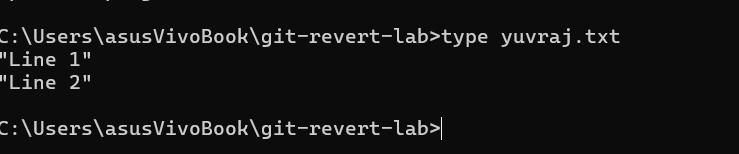 C:\Users\asusVivoBook\git-revert-lab>type yuvraj.txt
"Line 1"
"Line 2"
C:\Users\asusVivoBook\git-revert-lab>